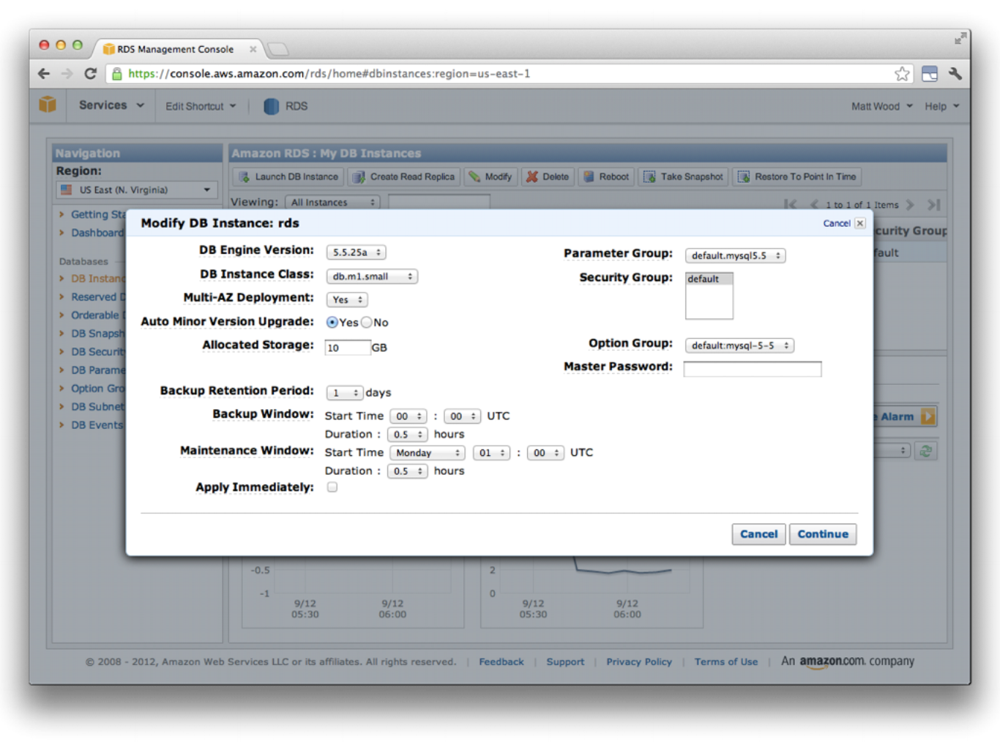 RDS Management Console
https://console.aws.amazon.com/rds/home#dbinstances:region=us-east-1
Services Edit Shortcut RDS Matt Wood Help
Navigation
Region:
US East (N. Virginia)
Getting Sta
Dashboard
Databases
DB Instanc
Reserved D
Orderable
DB Snapsh
DB Securit
DB Parame
Option Gro
DB Subnet
DB Events
Amazon RDS : My DB Instances
Launch DB Instance Create Read Replica Modify Delete Reboot Take Snapshot Restore To Point In Time
Viewing: All Instances 1 to 1 of 1 Items
curity Group
fault
Alarm
Modify DB Instance: rds Cancel
DB Engine Version: 5.5.25a
DB Instance Class: db.m1.small
Multi-AZ Deployment: Yes
Auto Minor Version Upgrade: Yes No
Allocated Storage: 10 GB
Parameter Group: default.mysql5.5
Security Group: default
Option Group: default:mysql-5-5
Master Password:
Backup Retention Period: 1 days
Backup Window: Start Time 00 : 00 UTC
Duration : 0.5 hours
Maintenance Window: Start Time Monday 01 : 00 UTC
Duration : 0.5 hours
Apply Immediately:
Cancel Continue
-0.5
-1
9/12 9/12
05:30 06:00
2
0
9/12 9/12
05:30 06:00
© 2008 - 2012, Amazon Web Services LLC or its affiliates. All rights reserved. | Feedback | Support | Privacy Policy | Terms of Use | An amazon.com. company